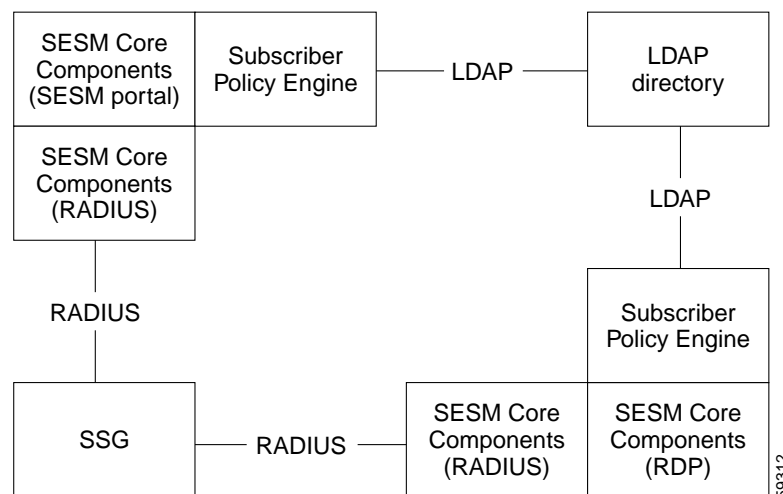 SESM Core
Components
(SESM portal)
Subscriber
Policy Engine
LDAP
LDAP
directory
SESM Core
Components
(RADIUS)
LDAP
RADIUS
Subscriber
Policy Engine
SSG
RADIUS
SESM Core
Components
(RADIUS)
SESM Core
Components
(RDP)